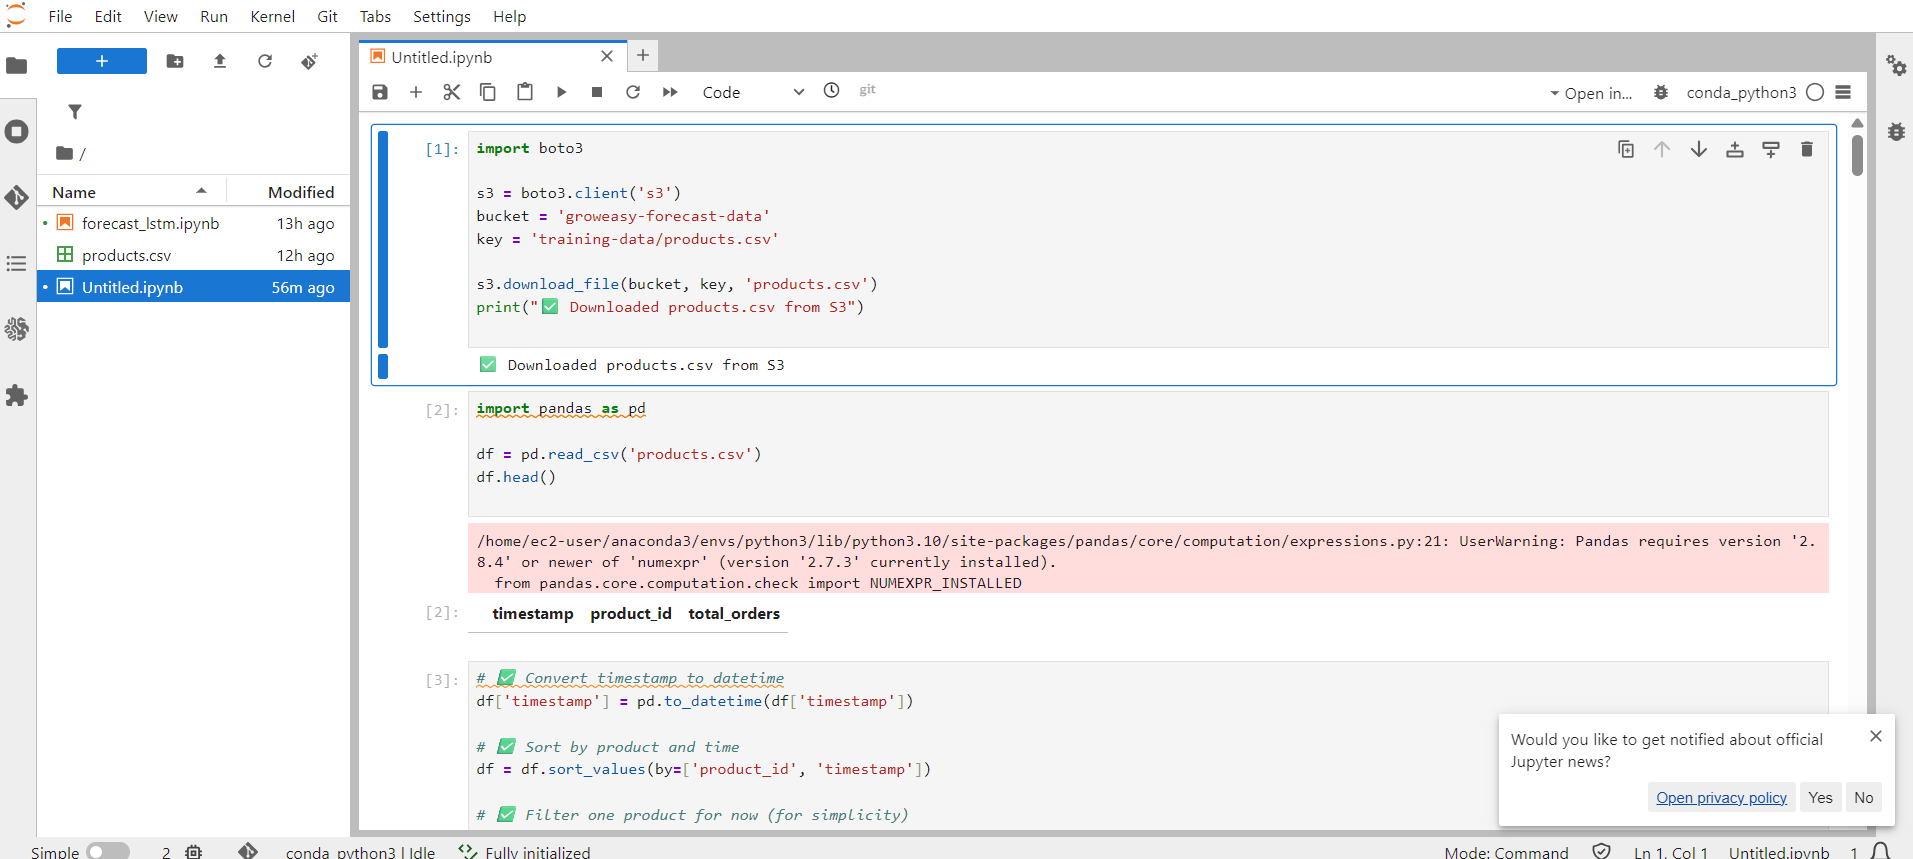 File Edit View Run Kernel Git Tabs Settings Help
Untitled.ipynb
Code
git
Open in...
conda_python3
/
Name Modified
forecast_lstm.ipynb 13h ago
products.csv 12h ago
Untitled.ipynb 56m ago
[1]:
import boto3
s3 = boto3.client('s3')
bucket = 'groweasy-forecast-data'
key = 'training-data/products.csv'
s3.download_file(bucket, key, 'products.csv')
print("✅ Downloaded products.csv from S3")
✅ Downloaded products.csv from S3
[2]:
import pandas as pd
df = pd.read_csv('products.csv')
df.head()
/home/ec2-user/anaconda3/envs/python3/lib/python3.10/site-packages/pandas/core/computation/expressions.py:21: UserWarning: Pandas requires version '2.
8.4' or newer of 'numexpr' (version '2.7.3' currently installed).
from pandas.core.computation.check import NUMEXPR_INSTALLED
[2]:
timestamp product_id total_orders
[3]:
# ✅ Convert timestamp to datetime
df['timestamp'] = pd.to_datetime(df['timestamp'])
# ✅ Sort by product and time
df = df.sort_values(by=['product_id', 'timestamp'])
# ✅ Filter one product for now (for simplicity)
Would you like to get notified about official
Jupyter news?
Open privacy policy Yes No
Simple 2 conda_python3 | Idle Fully initialized Mode: Command Ln 1, Col 1 Untitled.ipynb 1